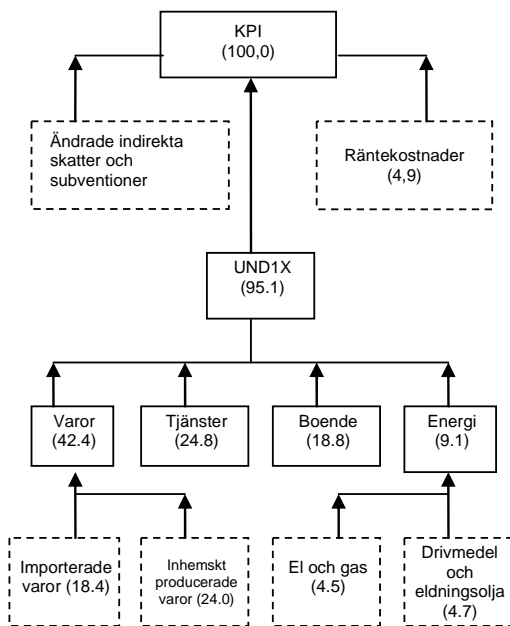 KPI
(100,0)
Ändrade indirekta
skatter och
subventioner
Räntekostnader
(4,9)
UND1X
(95.1)
Varor
(42.4)
Tjänster
(24.8)
Boende
(18.8)
Energi
(9.1)
Importerade
varor (18.4)
Inhemskt
producerade
varor (24.0)
El och gas
(4.5)
Drivmedel
och
eldningsolja
(4.7)